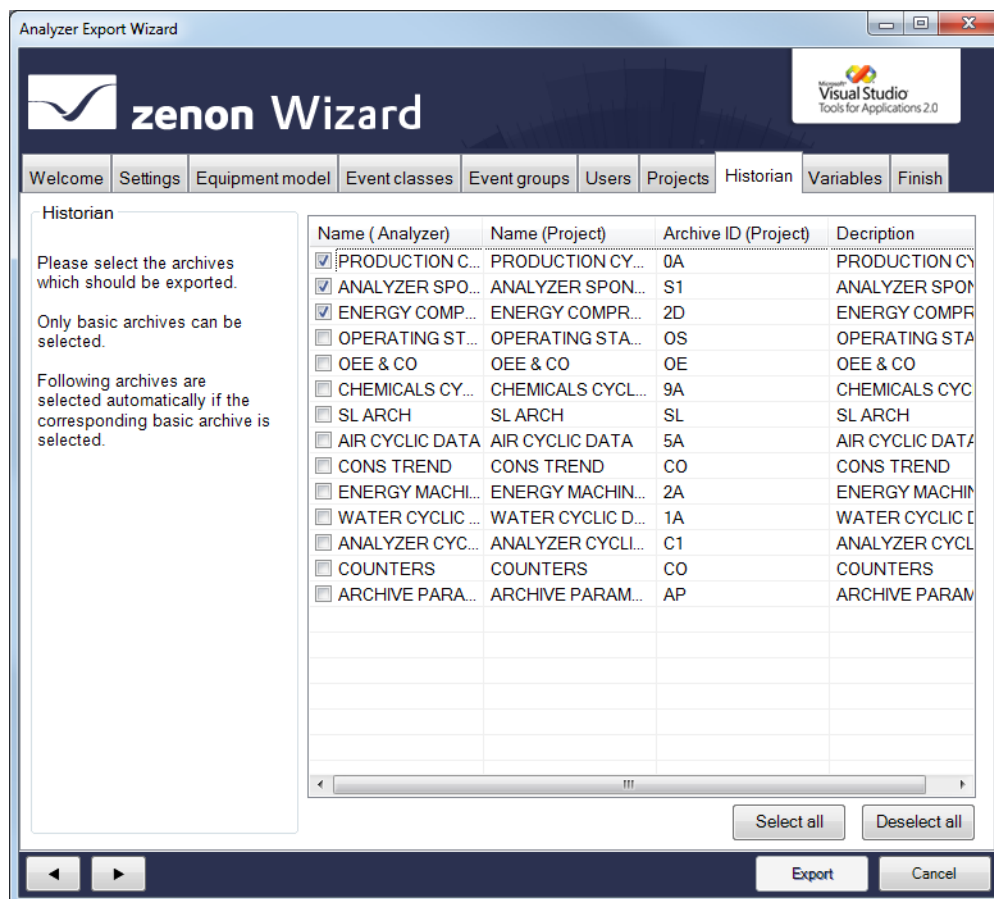 Analyzer Export Wizard
zenon Wizard
Microsoft
Visual Studio
Tools for Applications 2.0
Welcome Settings Equipment model Event classes Event groups Users Projects Historian Variables Finish
Historian
Please select the archives
which should be exported.
Only basic archives can be
selected.
Following archives are
selected automatically if the
corresponding basic archive is
selected.
Name ( Analyzer) Name (Project) Archive ID (Project) Decription
PRODUCTION C... PRODUCTION CY... 0A PRODUCTION CY
ANALYZER SPO... ANALYZER SPON... S1 ANALYZER SPON
ENERGY COMP... ENERGY COMPR... 2D ENERGY COMPR
OPERATING ST... OPERATING STA... OS OPERATING STA
OEE & CO OEE & CO OE OEE & CO
CHEMICALS CY... CHEMICALS CYCL... 9A CHEMICALS CYC
SL ARCH SL ARCH SL SL ARCH
AIR CYCLIC DATA AIR CYCLIC DATA 5A AIR CYCLIC DATA
CONS TREND CONS TREND CO CONS TREND
ENERGY MACHI... ENERGY MACHIN... 2A ENERGY MACHIN
WATER CYCLIC ... WATER CYCLIC D... 1A WATER CYCLIC D
ANALYZER CYC... ANALYZER CYCLI... C1 ANALYZER CYCL
COUNTERS COUNTERS CO COUNTERS
ARCHIVE PARA... ARCHIVE PARAM... AP ARCHIVE PARAM
Select all Deselect all
Export Cancel